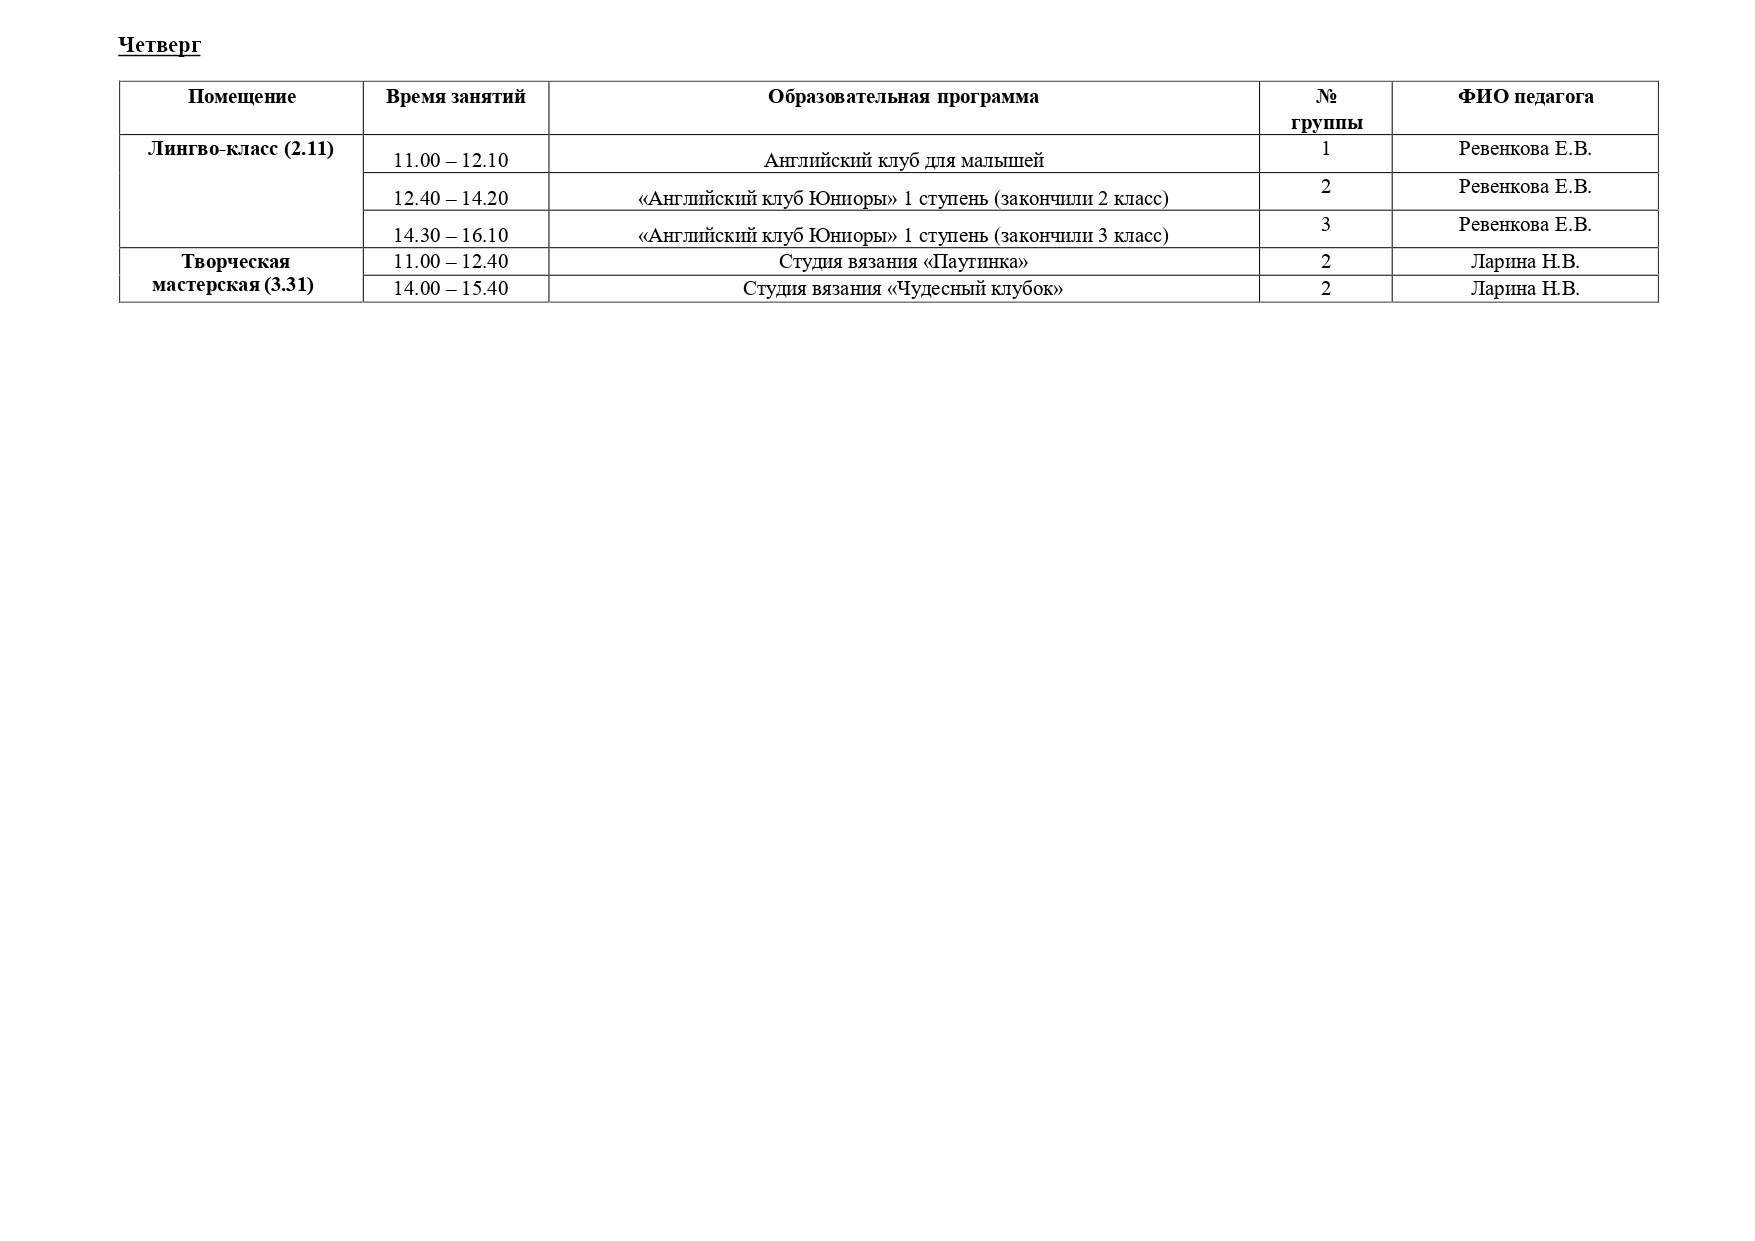 Четверг
Помещение Время занятий Образовательная программа № ФИО педагога
группы
Лингво-класс (2.11) 11.00 – 12.10 Английский клуб для малышей 1 Ревенкова Е.В.
12.40 – 14.20 «Английский клуб Юниоры» 1 ступень (закончили 2 класс) 2 Ревенкова Е.В.
14.30 – 16.10 «Английский клуб Юниоры» 1 ступень (закончили 3 класс) 3 Ревенкова Е.В.
Творческая 11.00 – 12.40 Студия вязания «Паутинка» 2 Ларина Н.В.
мастерская (3.31) 14.00 – 15.40 Студия вязания «Чудесный клубок» 2 Ларина Н.В.